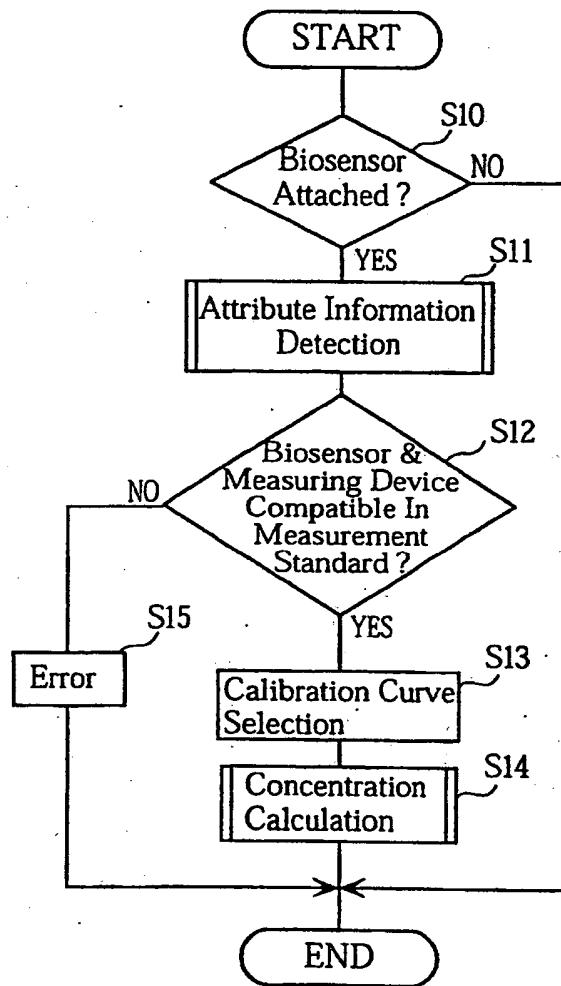 START
S10
Biosensor
Attached ?
NO
YES
S11
Attribute Information
Detection
S12
Biosensor &
Measuring Device
Compatible In
Measurement
Standard ?
NO
YES
S15
Error
S13
Calibration Curve
Selection
S14
Concentration
Calculation
END